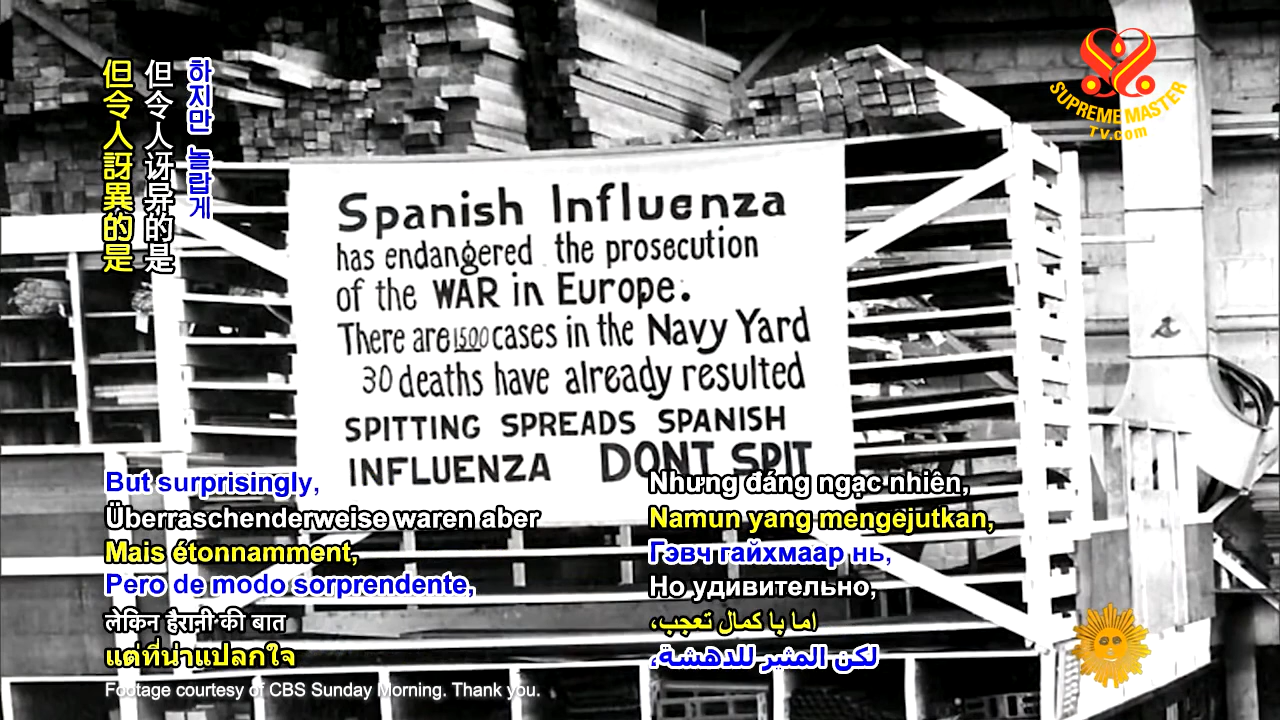 하지만 놀랍게
但令人讶异的是
但令人訝異的是
SUPREME MASTER
TV.com
Spanish Influenza
has endangered the prosecution
of the WAR in Europe.
There are 1500 cases in the Navy Yard
30 deaths have already resulted
SPITTING SPREADS SPANISH
INFLUENZA DONT SPIT
But surprisingly,
Überraschenderweise waren aber
Mais étonnamment,
Pero de modo sorprendente,
लेकिन हैरानी की बात
แต่ที่น่าแปลกใจ
Nhưng đáng ngạc nhiên,
Namun yang mengejutkan,
Гэвч гайхмаар нь,
Но удивительно,
اما با کمال تعجب،
لكن المثير للدهشة،
Footage courtesy of CBS Sunday Morning. Thank you.